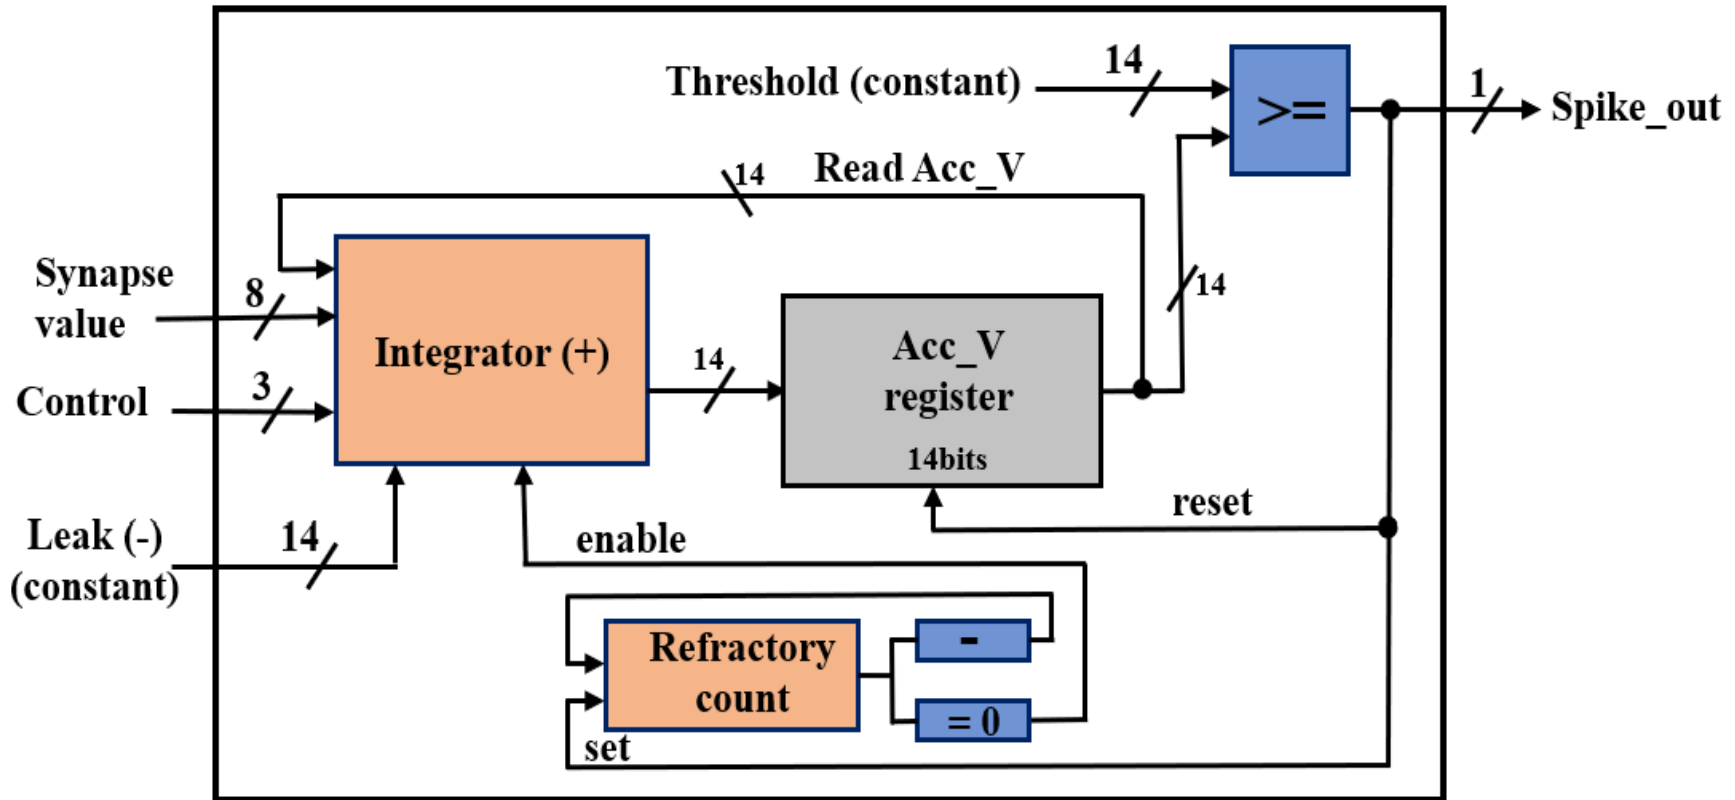 Threshold (constant)
14
>=
1
Spike_out
14
Read Acc_V
Synapse
value
8
Integrator (+)
14
Acc_V
register
14bits
14
Control
3
reset
Leak (-)
(constant)
14
enable
Refractory
count
-
= 0
set